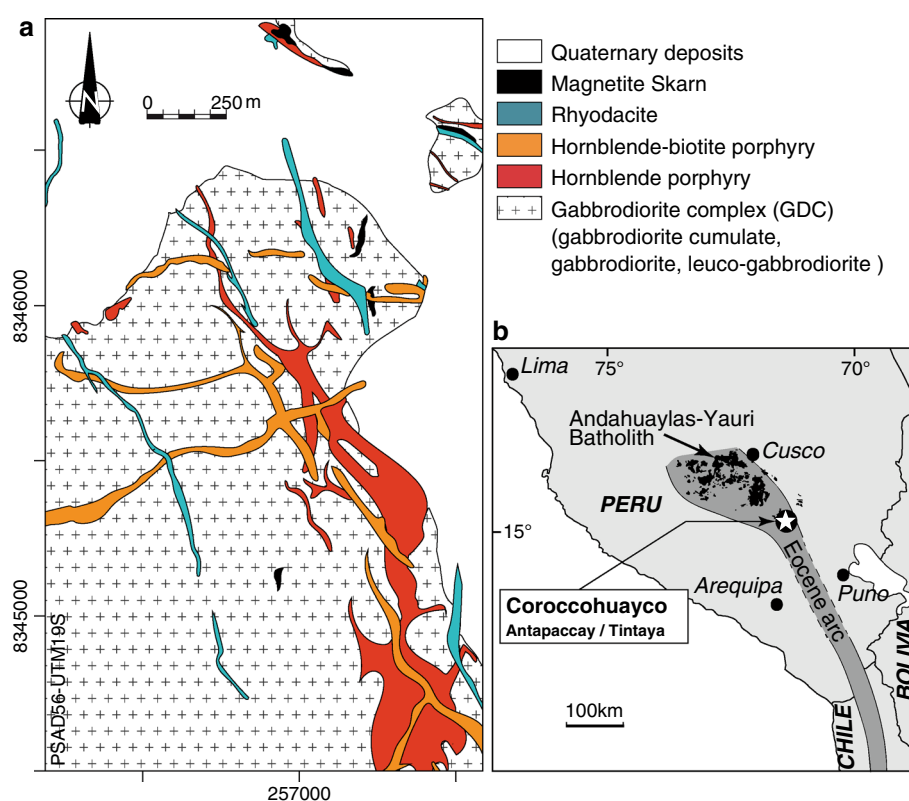 a
N
0 250 m
8346000
8345000
PSAD56-UTM19S
257000
Quaternary deposits
Magnetite Skarn
Rhyodacite
Hornblende-biotite porphyry
Hornblende porphyry
Gabbrodiorite complex (GDC)
(gabbrodiorite cumulate,
gabbrodiorite, leuco-gabbrodiorite )
b
75° 70°
Lima
Andahuaylas-Yauri
Batholith
Cusco
PERU
15°
Eocene arc
Arequipa
Puno
Coroccohuayco
Antapaccay / Tintaya
BOLIVIA
100km
CHILE